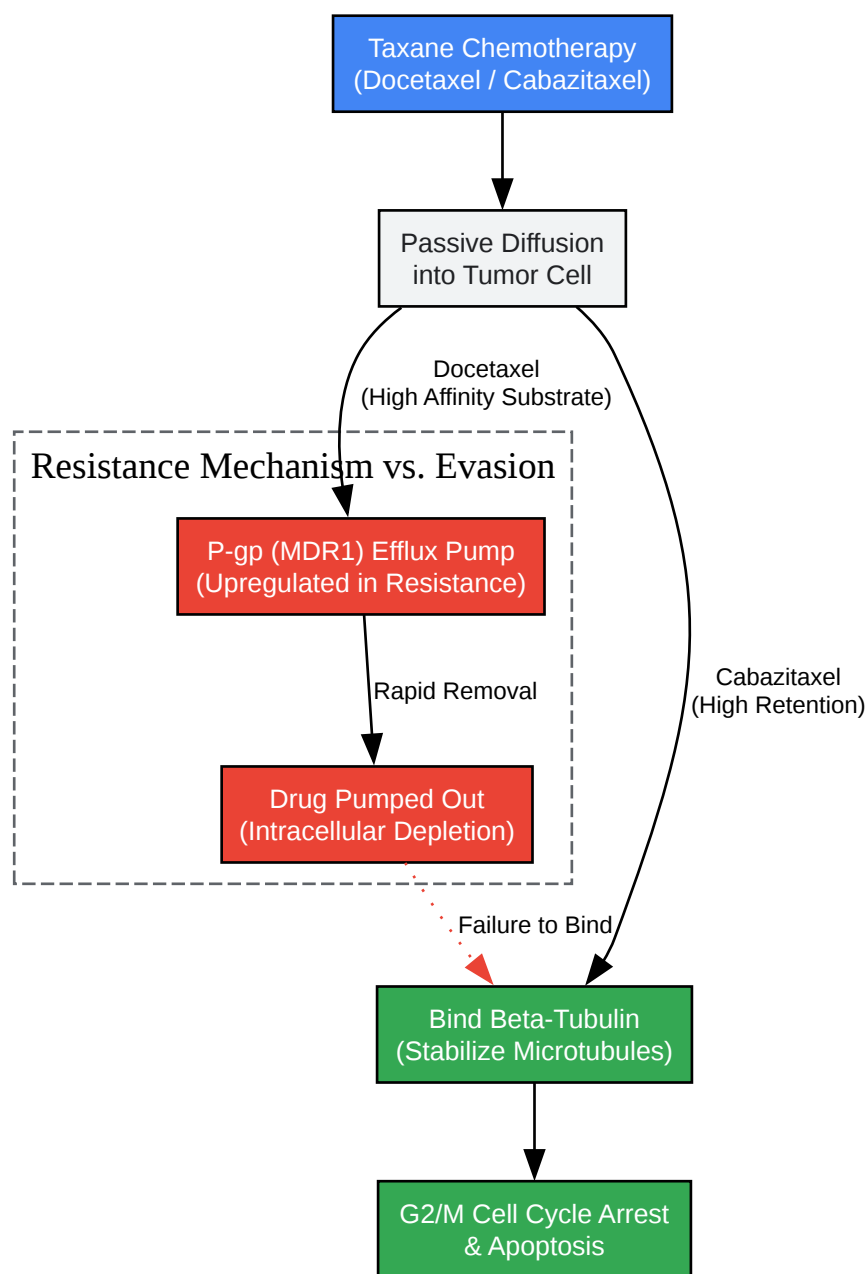 Taxane Chemotherapy
(Docetaxel / Cabazitaxel)
Passive Diffusion
into Tumor Cell
Docetaxel
(High Affinity Substrate)
Resistance Mechanism vs. Evasion
P-gp (MDR1) Efflux Pump
(Upregulated in Resistance)
Rapid Removal
Cabazitaxel
(High Retention)
Drug Pumped Out
(Intracellular Depletion)
Failure to Bind
Bind Beta-Tubulin
(Stabilize Microtubules)
G2/M Cell Cycle Arrest
& Apoptosis